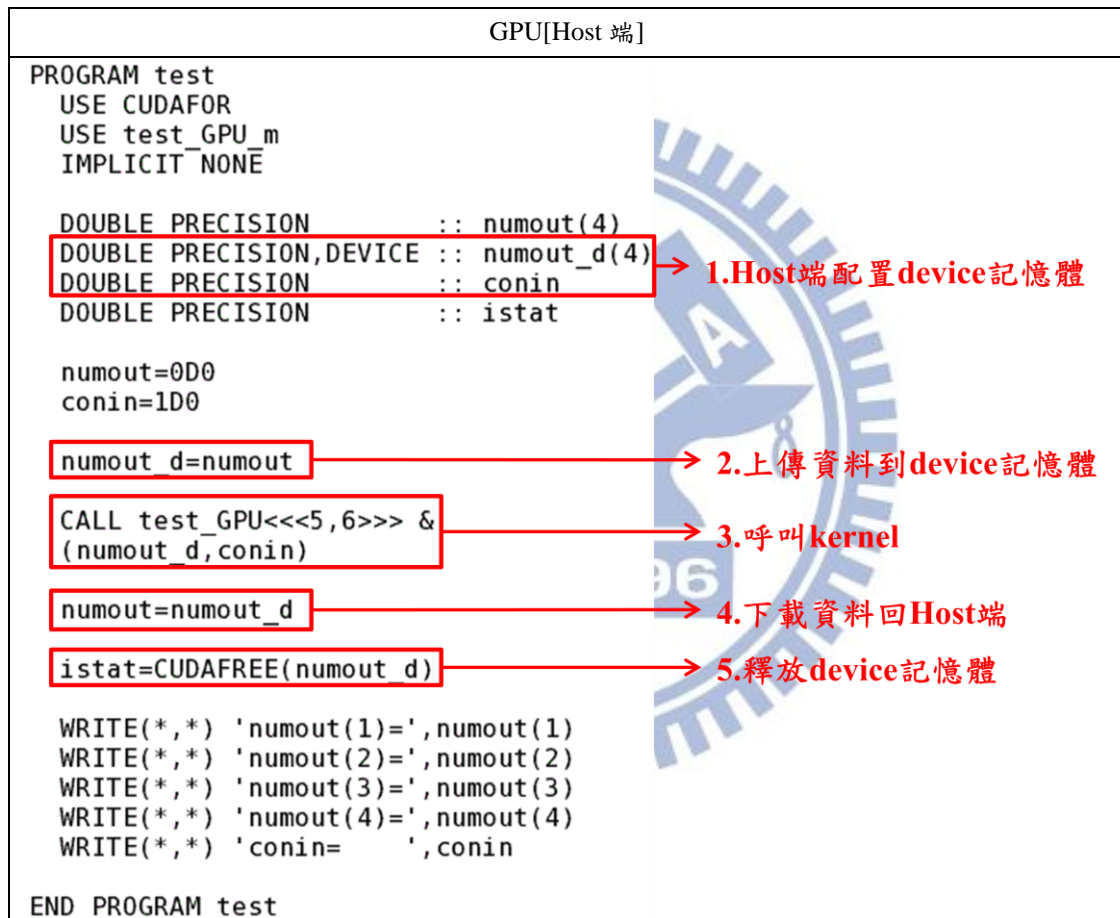 GPU[Host 端]
PROGRAM test
USE CUDAFOR
USE test_GPU_m
IMPLICIT NONE
DOUBLE PRECISION :: numout(4)
DOUBLE PRECISION,DEVICE :: numout_d(4)
DOUBLE PRECISION :: conin
1.Host端配置device記憶體
DOUBLE PRECISION :: istat
numout=0D0
conin=1D0
numout_d=numout
2.上傳資料到device記憶體
CALL test_GPU<<<5,6>>> &
(numout_d,conin)
3.呼叫kernel
numout=numout_d
4.下載資料回Host端
istat=CUDAFREE(numout_d)
5.釋放device記憶體
WRITE(*,*) 'numout(1)=',numout(1)
WRITE(*,*) 'numout(2)=',numout(2)
WRITE(*,*) 'numout(3)=',numout(3)
WRITE(*,*) 'numout(4)=',numout(4)
WRITE(*,*) 'conin=    ',conin
END PROGRAM test
A
8
96